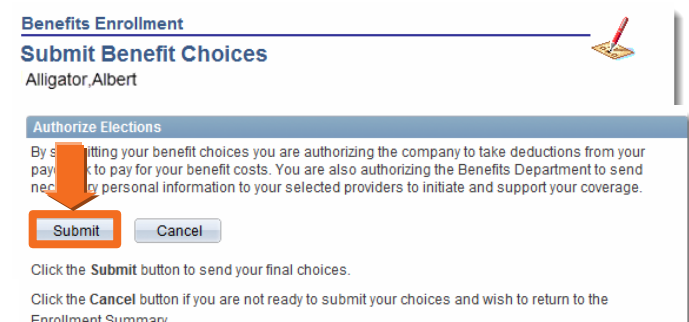 Benefits Enrollment
Submit Benefit Choices
Alligator,Albert
Authorize Elections
By submitting your benefit choices you are authorizing the company to take deductions from your
to pay for your benefit costs. You are also authorizing the Benefits Department to send
personal information to your selected providers to initiate and support your coverage.
Submit Cancel
Click the Submit button to send your final choices.
Click the Cancel button if you are not ready to submit your choices and wish to return to the
Enrollment Summary